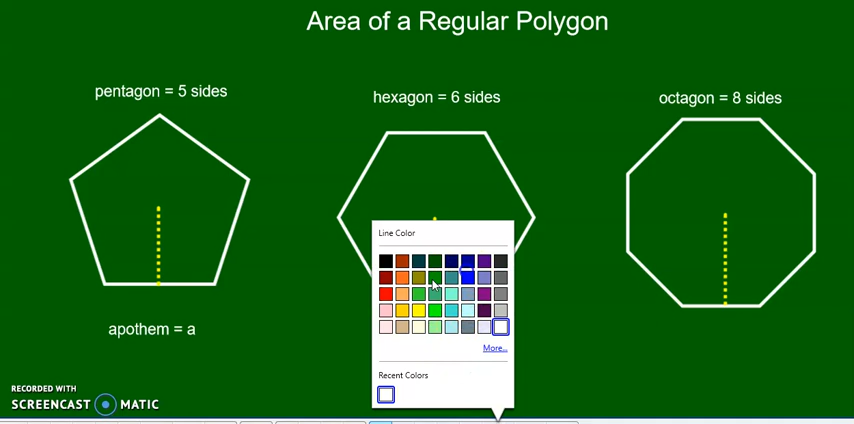 Area of a Regular Polygon
pentagon = 5 sides
hexagon = 6 sides
octagon = 8 sides
Line Color
apothem = a
More...
Recent Colors
RECORDED WITH
SCREENCAST MATIC